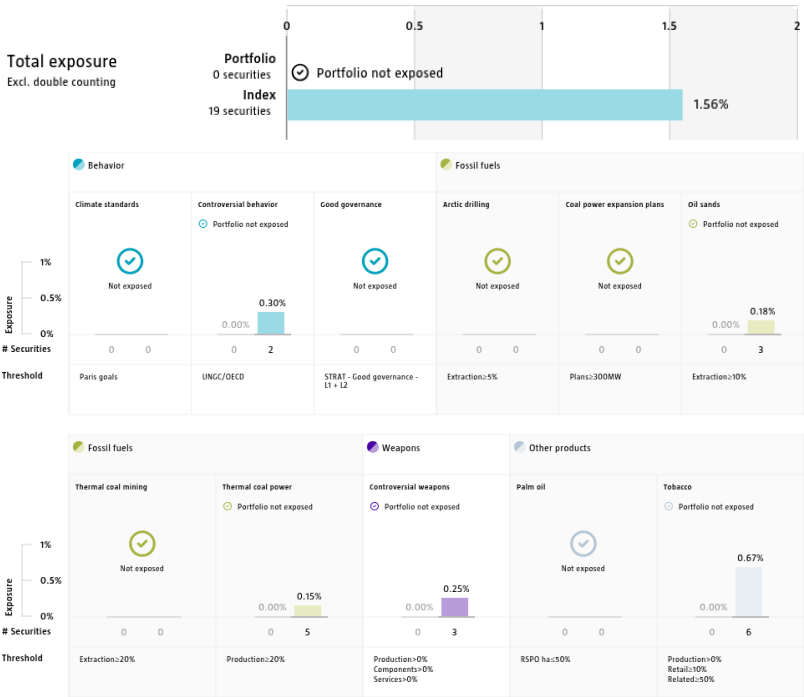 0 0.5 1 1.5 2
Total exposure
Excl. double counting
Portfolio
0 securities
Portfolio not exposed
Index
19 securities
1.56%
Behavior
Fossil fuels
Climate standards
Controversial behavior
Good governance
Arctic drilling
Coal power expansion plans
Oil sands
Portfolio not exposed
Portfolio not exposed
Not exposed
Not exposed
Not exposed
Not exposed
Exposure
1%
0.5%
0%
0.00% 0.30%
0.00% 0.18%
# Securities
0 0
0 2
0 0
0 0
0 0
0 3
Threshold
Paris goals
UNGC/OECD
STRAT - Good governance -
L1 + L2
Extraction≥5%
Plans≥300MW
Extraction≥10%
Fossil fuels
Weapons
Other products
Thermal coal mining
Thermal coal power
Controversial weapons
Palm oil
Tobacco
Portfolio not exposed
Portfolio not exposed
Portfolio not exposed
Not exposed
Not exposed
Exposure
1%
0.5%
0%
0.00% 0.15%
0.00% 0.25%
0.00% 0.67%
# Securities
0 0
0 5
0 3
0 0
0 6
Threshold
Extraction≥20%
Production≥20%
Production>0%
Components>0%
Services>0%
RSPO ha≤50%
Production>0%
Retail≥10%
Related≥50%